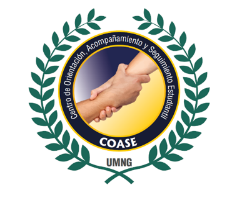 Centro de Orientación, Acompañamiento y Seguimiento Estudiantil
COASE
UMNG